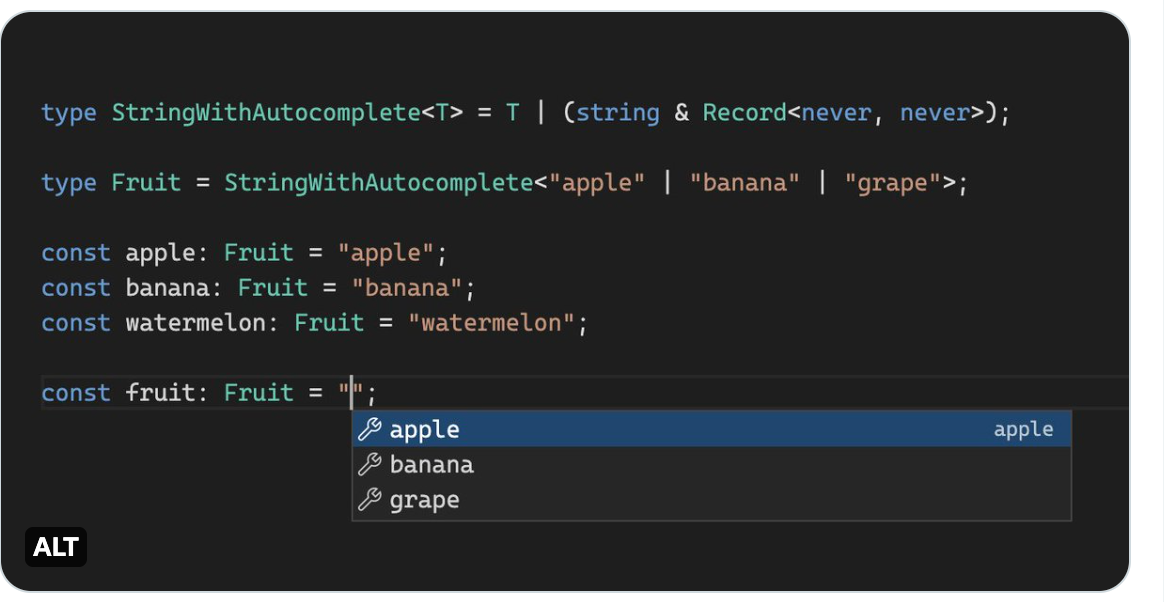 type StringWithAutocomplete<T> = T | (string & Record<never, never>);
type Fruit = StringWithAutocomplete<"apple" | "banana" | "grape">;
const apple: Fruit = "apple";
const banana: Fruit = "banana";
const watermelon: Fruit = "watermelon";
const fruit: Fruit = "";
apple apple
banana
grape
ALT